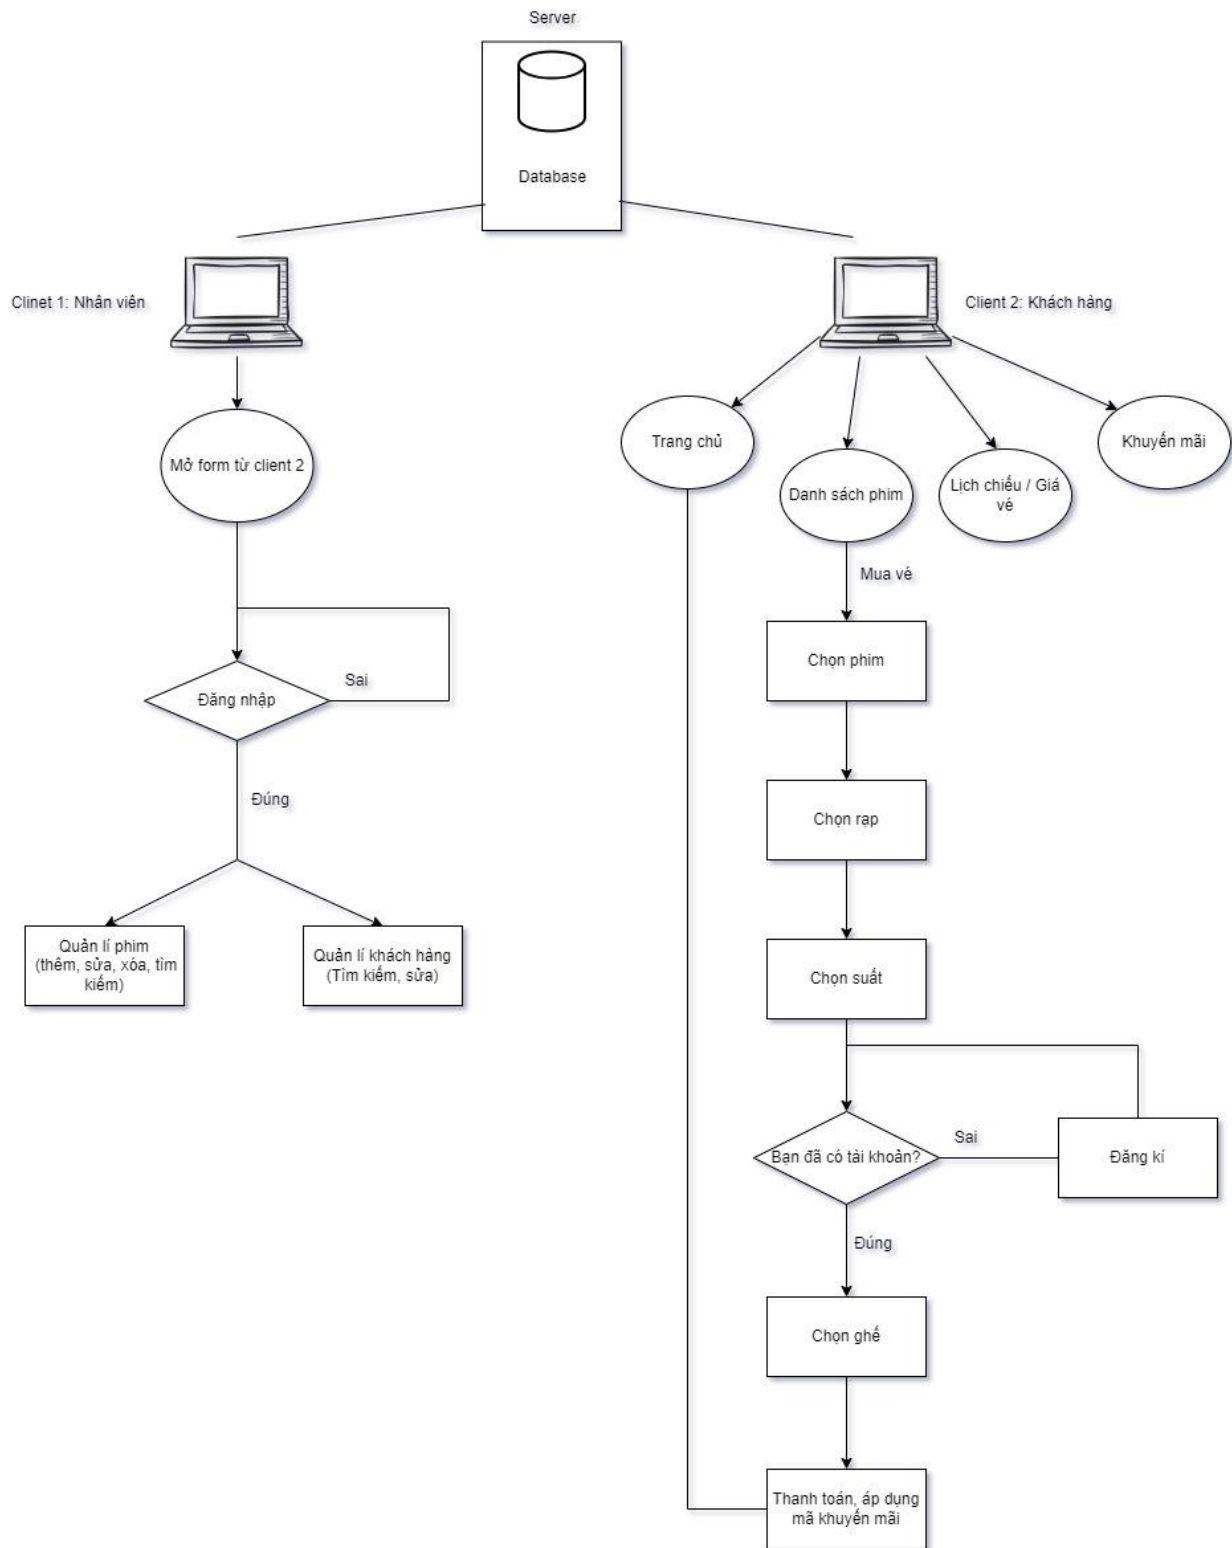 Server
Database
Clinet 1: Nhân viên
Client 2: Khách hàng
Mở form từ client 2
Trang chủ
Danh sách phim
Lịch chiếu / Giá
vé
Khuyến mãi
Mua vé
Đăng nhập
Sai
Đúng
Quản lí phim
(thêm, sửa, xóa, tìm
kiếm)
Quản lí khách hàng
(Tìm kiếm, sửa)
Chọn phim
Chọn rạp
Chọn suất
Bạn đã có tài khoản?
Sai
Đăng kí
Đúng
Chọn ghế
Thanh toán, áp dụng
mã khuyến mãi